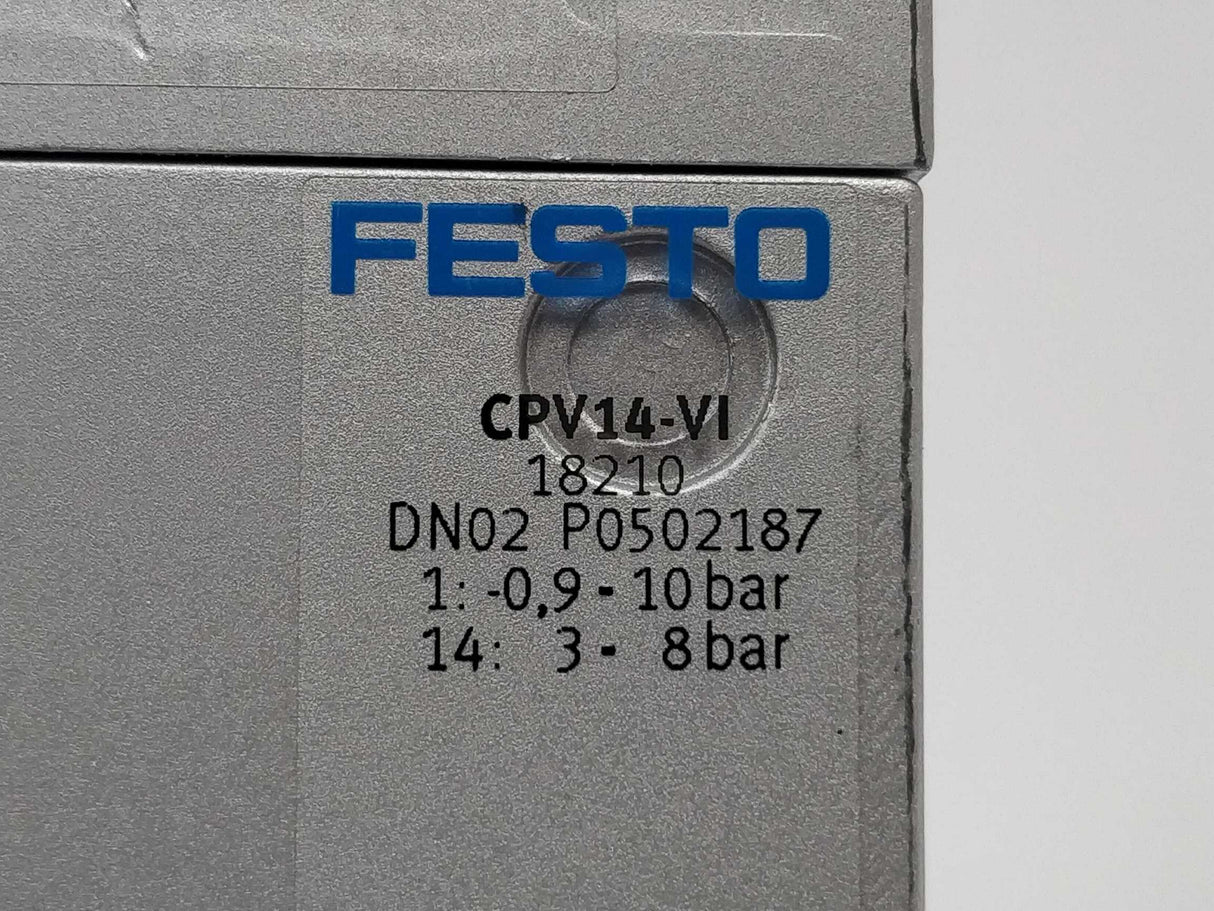 FESTO
CPV14-VI
18210
DN02 P0502187
1: -0,9 - 10 bar
14: 3 - 8 bar